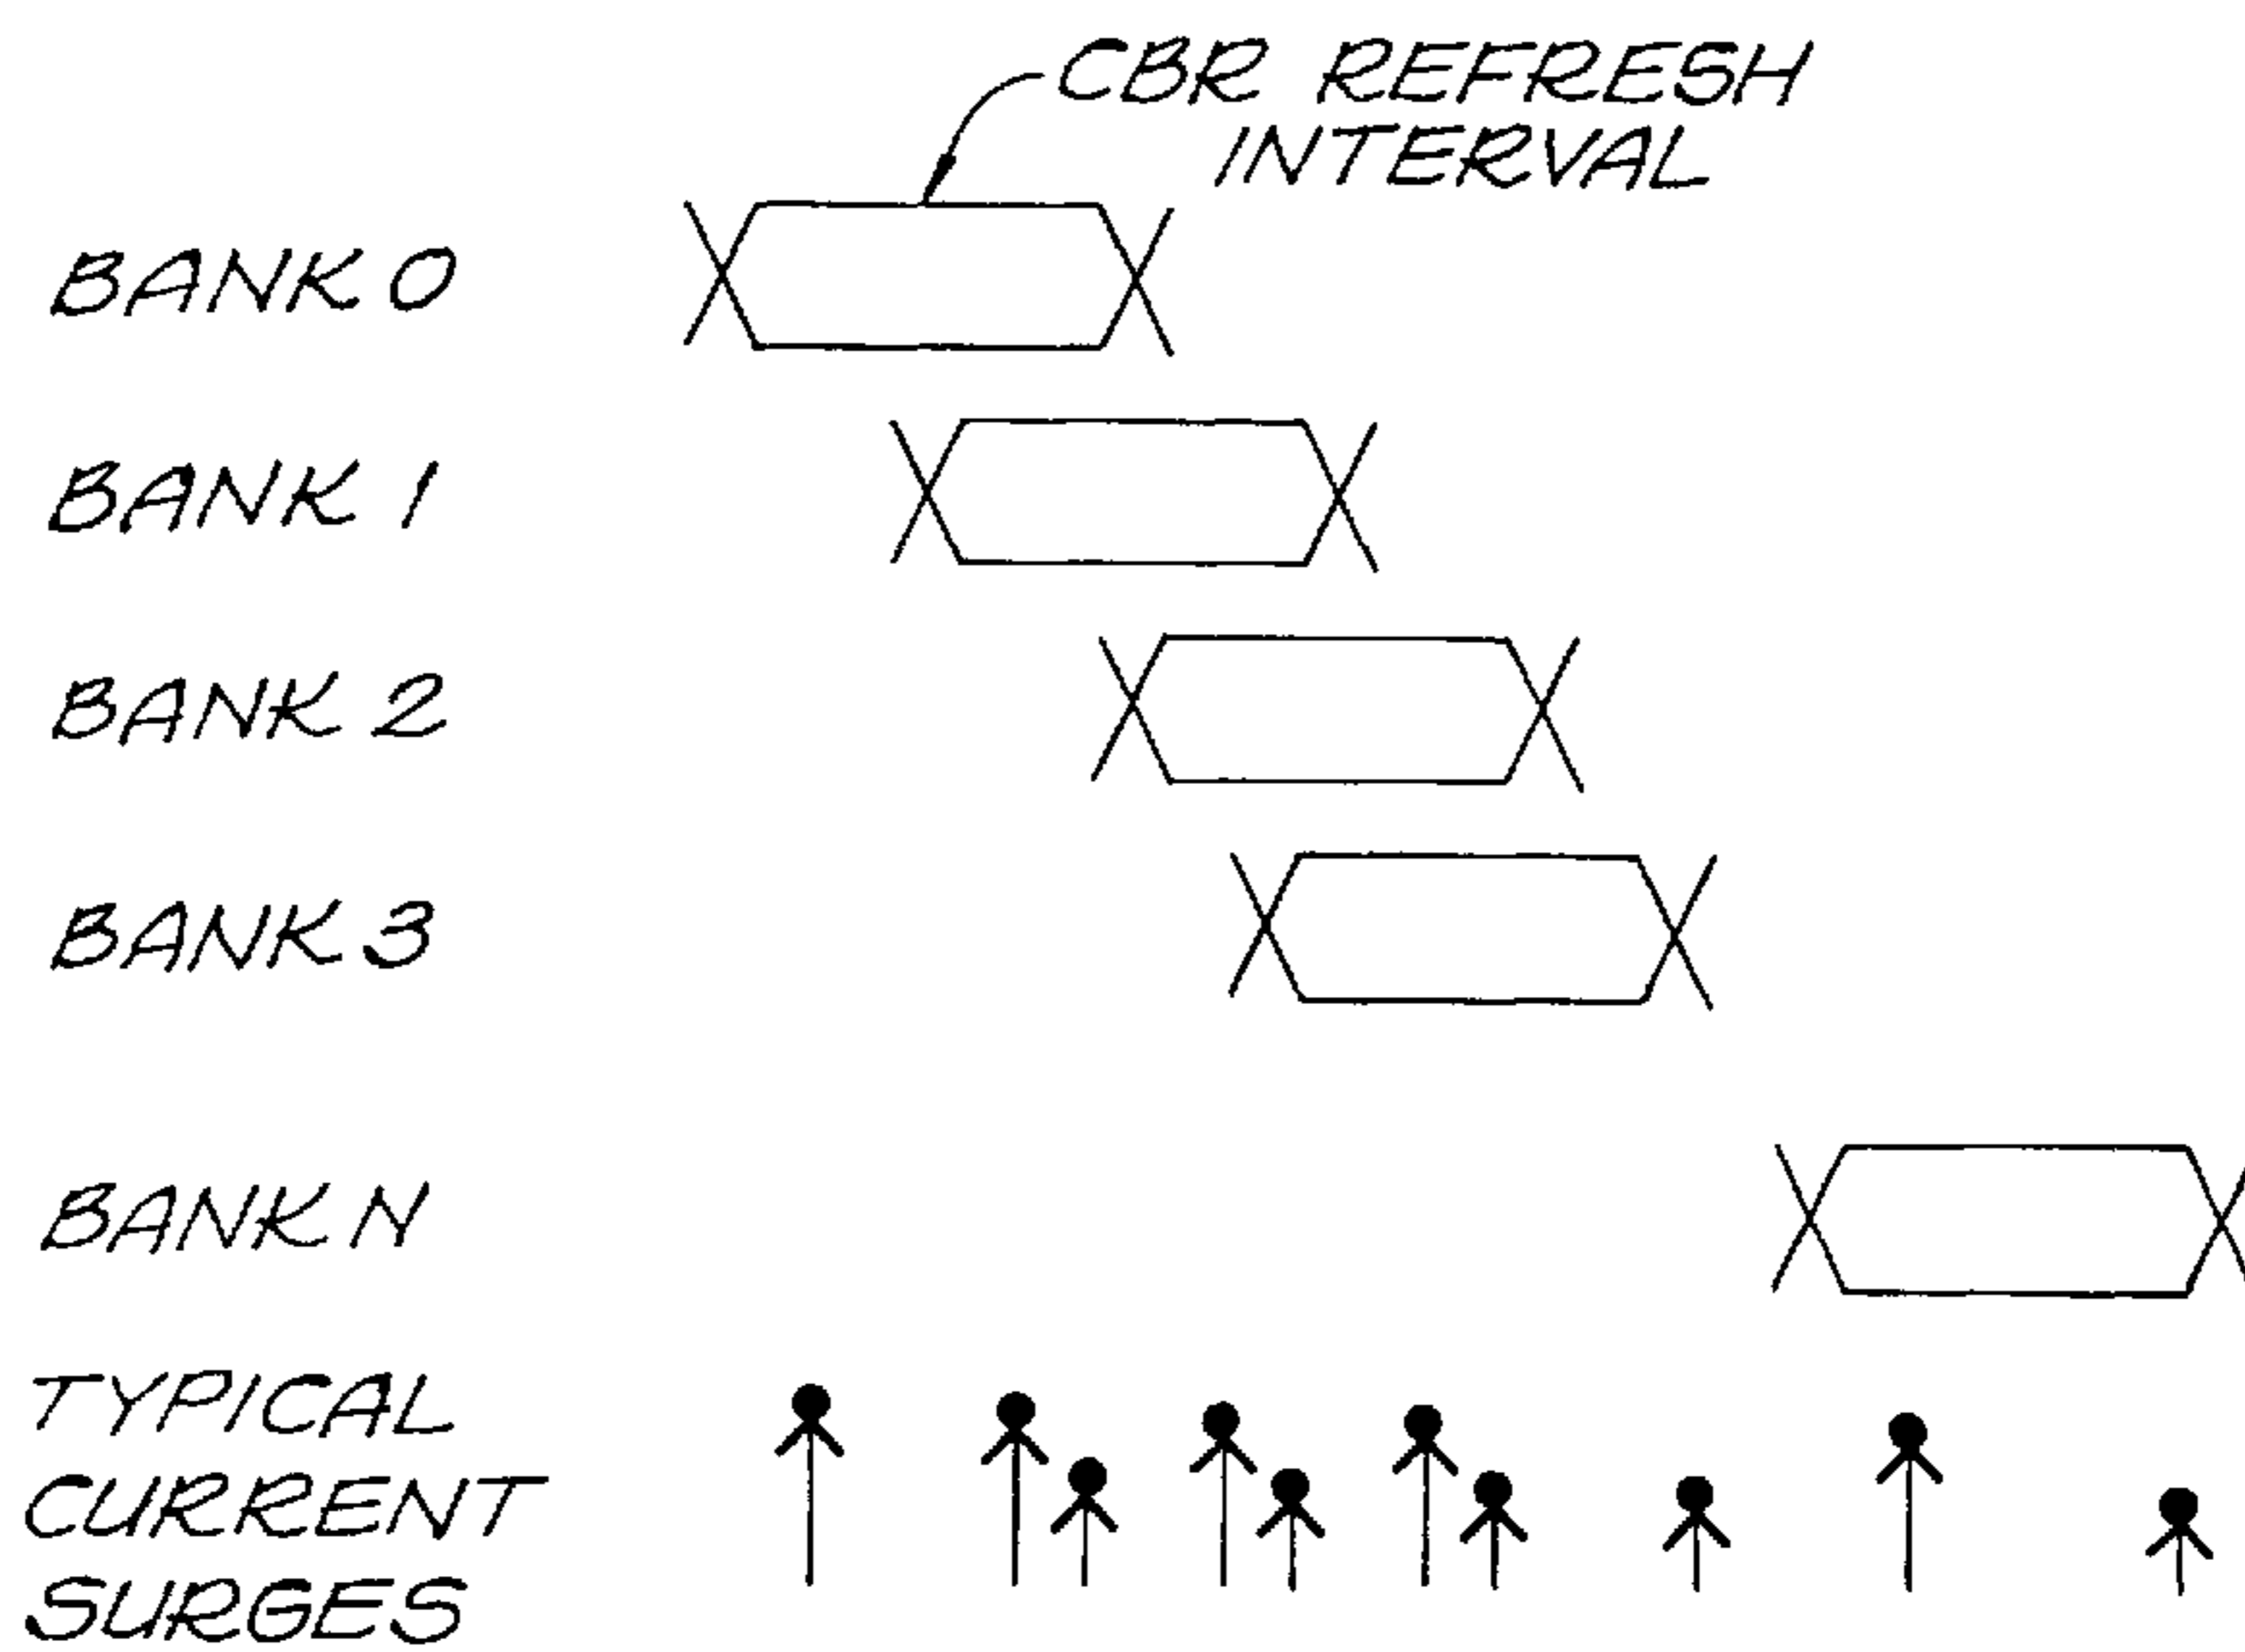 CBR REFRESH
INTERVAL
BANK 0
BANK 1
BANK 2
BANK 3
BANK N
TYPICAL
CURRENT
SURGES